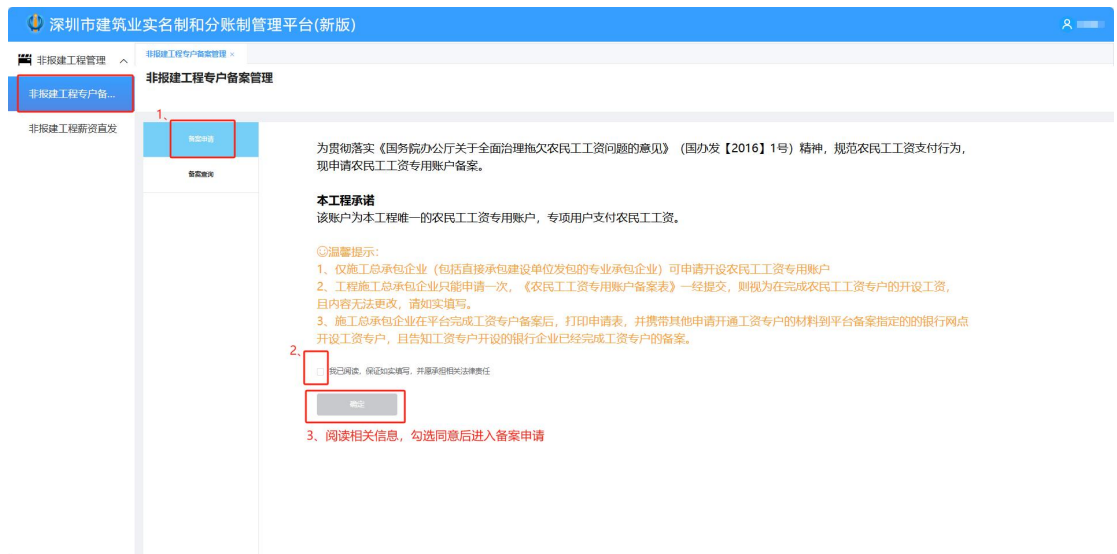 深圳市建筑业实名制和分账制管理平台(新版)
非报建工程管理
非报建工程专户备案管理 ×
非报建工程专户备案管理
非报建工程专户备...
非报建工程薪资直发
1、
备案申请
备案查询
为贯彻落实《国务院办公厅关于全面治理拖欠农民工工资问题的意见》（国办发【2016】1号）精神，规范农民工工资支付行为，
现申请农民工工资专用账户备案。
本工程承诺
该账户为本工程唯一的农民工工资专用账户，专项用户支付农民工工资。
温馨提示：
1、仅施工总承包企业（包括直接承包建设单位发包的专业承包企业）可申请开设农民工工资专用账户
2、工程施工总承包企业只能申请一次，《农民工工资专用账户备案表》一经提交，则视为在完成农民工工资专户的开设工资，
且内容无法更改，请如实填写。
3、施工总承包企业在平台完成工资专户备案后，打印申请表，并携带其他申请开通工资专户的材料到平台备案指定的的银行网点
开设工资专户，且告知工资专户开设的银行企业已经完成工资专户的备案。
2、
我已阅读，保证如实填写，并愿承担相关法律责任
确定
3、阅读相关信息，勾选同意后进入备案申请